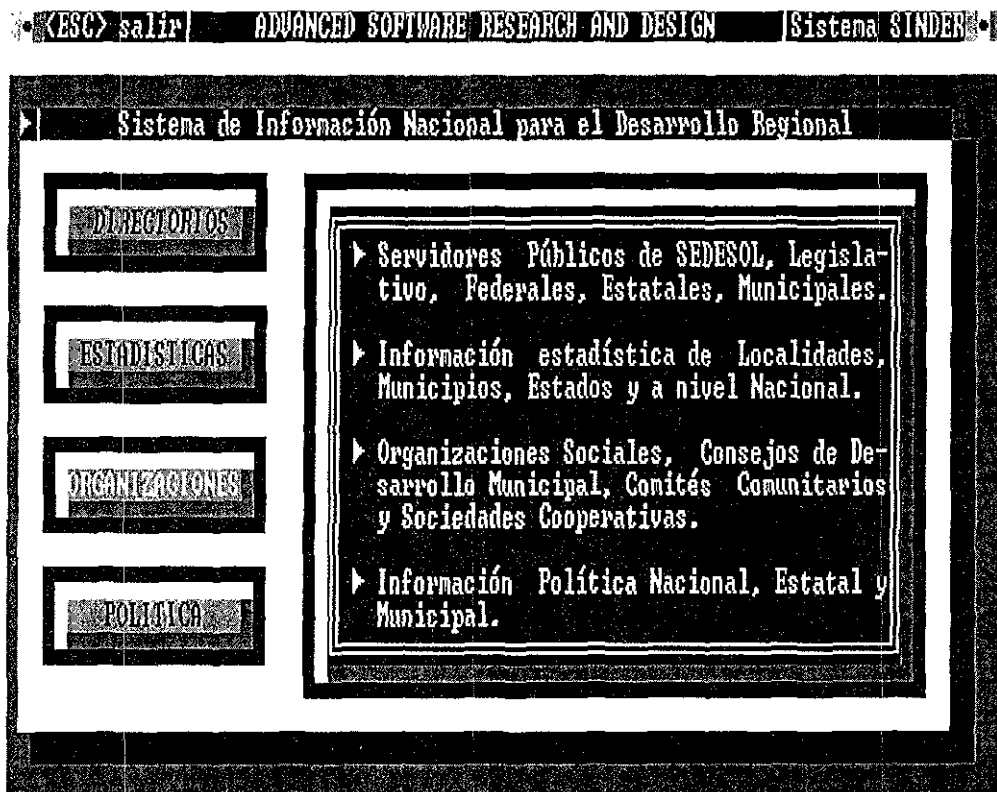 <ESC> salir ADVANCED SOFTWARE RESEARCH AND DESIGN Sistema SINDER
Sistema de Información Nacional para el Desarrollo Regional
DIRECTORIOS
ESTADISTICAS
ORGANIZACIONES
POLITICA
Servidores Públicos de SEDESOL, Legisla-
tivo, Federales, Estatales, Municipales.
Información estadística de Localidades,
Municipios, Estados y a nivel Nacional.
Organizaciones Sociales, Consejos de De-
sarrollo Municipal, Comités Comunitarios
y Sociedades Cooperativas.
Información Política Nacional, Estatal y
Municipal.